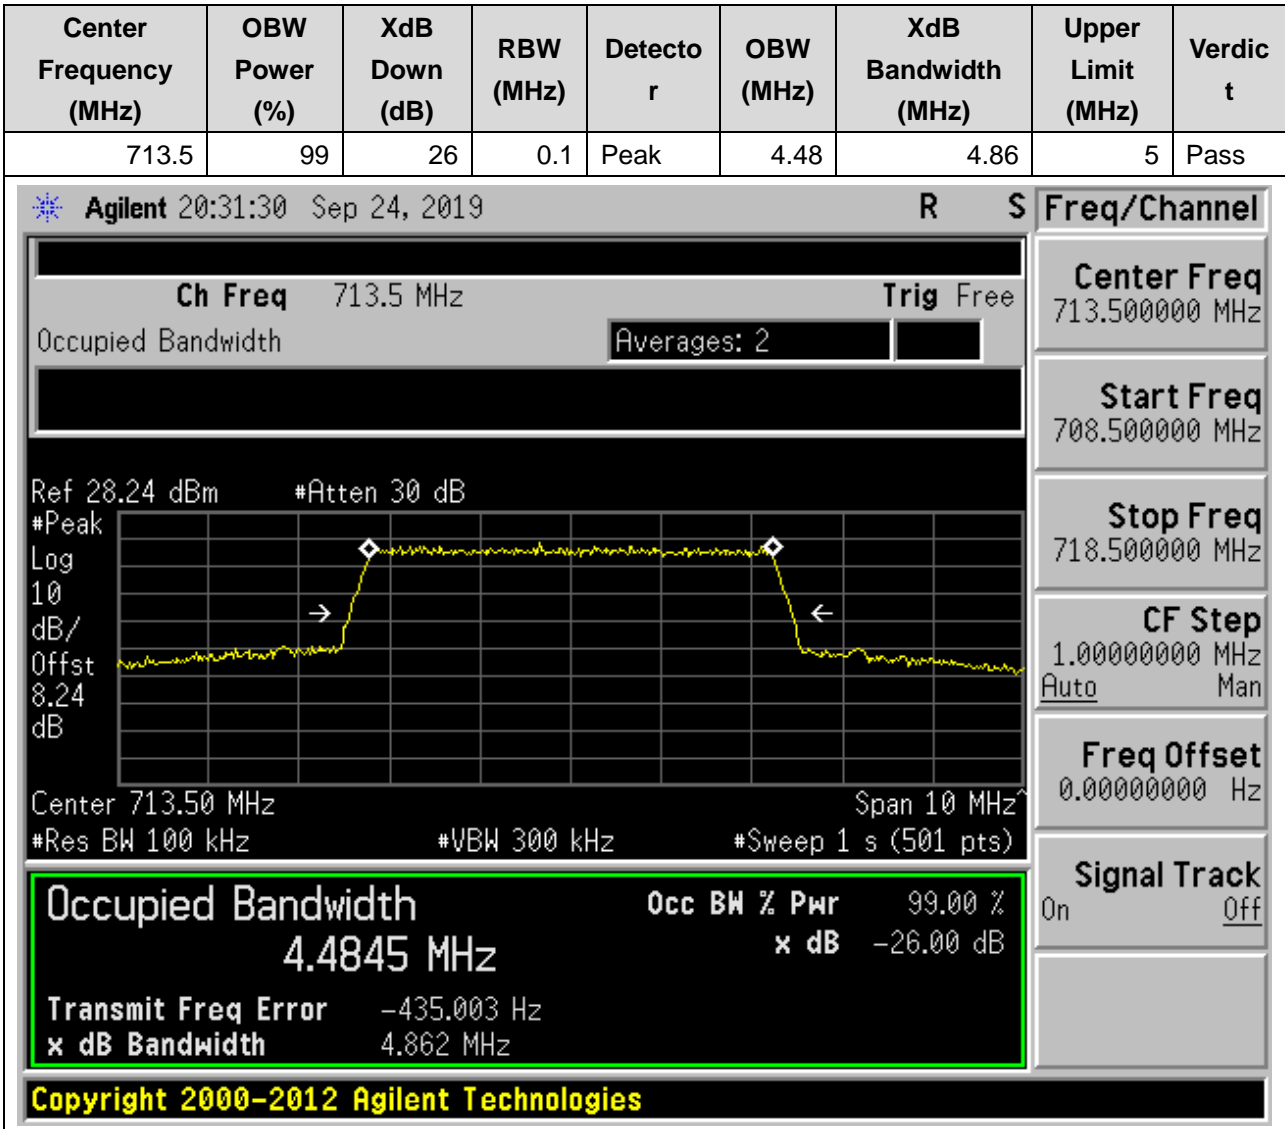 Center Frequency (MHz) OBW Power (%) XdB Down (dB) RBW (MHz) Detecto r OBW (MHz) XdB Bandwidth (MHz) Upper Limit (MHz) Verdic t
713.5 99 26 0.1 Peak 4.48 4.86 5 Pass
Agilent 20:31:30 Sep 24, 2019 R S
Freq/Channel
Ch Freq 713.5 MHz Trig Free
Occupied Bandwidth Averages: 2
Center Freq
713.500000 MHz
Start Freq
708.500000 MHz
Stop Freq
718.500000 MHz
CF Step
1.00000000 MHz
Auto Man
Freq Offset
0.00000000 Hz
Signal Track
On Off
Ref 28.24 dBm #Atten 30 dB
#Peak
Log
10
dB/
Offst
8.24
dB
Center 713.50 MHz Span 10 MHz^
#Res BW 100 kHz #VBW 300 kHz #Sweep 1 s (501 pts)
Occupied Bandwidth Occ BW % Pwr 99.00 %
4.4845 MHz x dB -26.00 dB
Transmit Freq Error -435.003 Hz
x dB Bandwidth 4.862 MHz
Copyright 2000-2012 Agilent Technologies